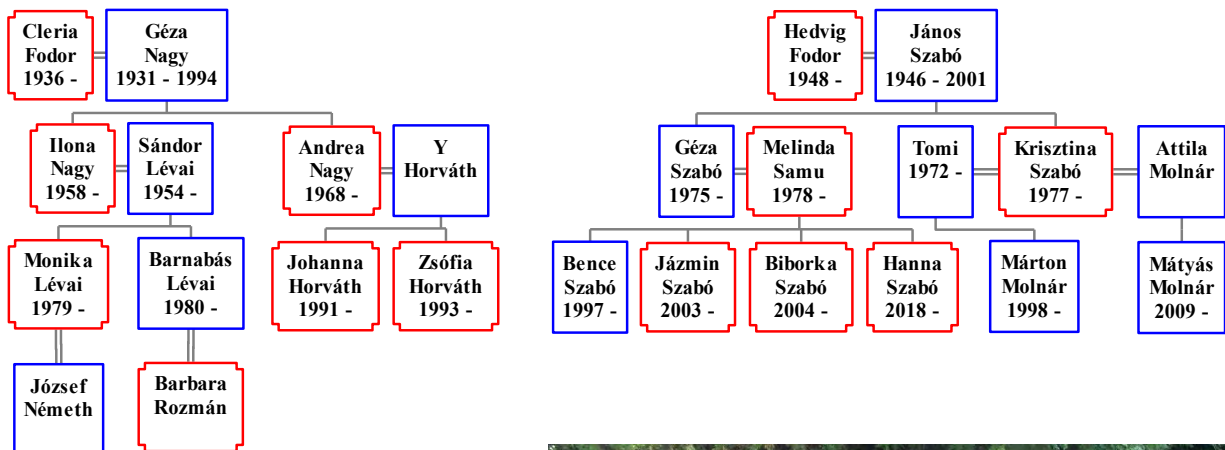 Cleria
Fodor
1936 -
Géza
Nagy
1931 - 1994
Hedvig
Fodor
1948 -
János
Szabó
1946 - 2001
Ilona
Nagy
1958 -
Sándor
Lévai
1954 -
Andrea
Nagy
1968 -
Y
Horváth
Géza
Szabó
1975 -
Melinda
Samu
1978 -
Tomi
1972 -
Krisztina
Szabó
1977 -
Attila
Molnár
Monika
Lévai
1979 -
Barnabás
Lévai
1980 -
Johanna
Horváth
1991 -
Zsófia
Horváth
1993 -
Bence
Szabó
1997 -
Jázmin
Szabó
2003 -
Biborka
Szabó
2004 -
Hanna
Szabó
2018 -
Márton
Molnár
1998 -
Mátyás
Molnár
2009 -
József
Németh
Barbara
Rozmán